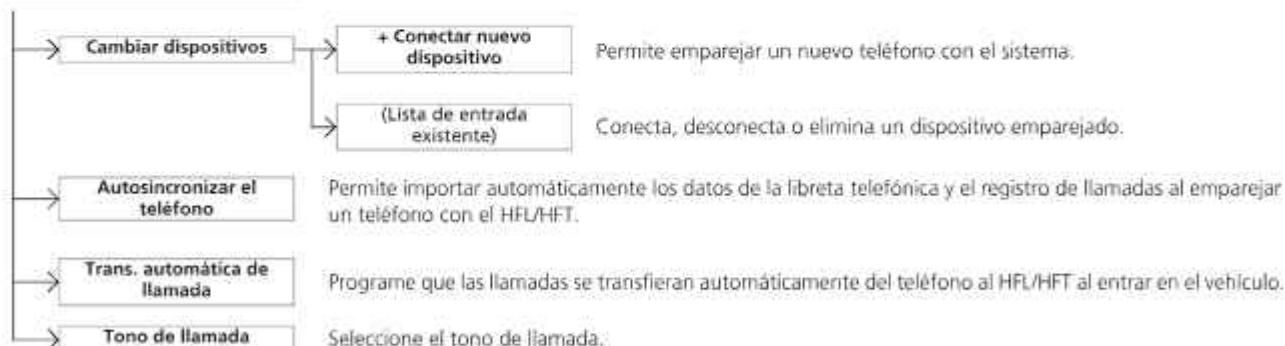 Cambiar dispositivos
+ Conectar nuevo
dispositivo
Permite emparejar un nuevo teléfono con el sistema.
(Lista de entrada
existente)
Conecta, desconecta o elimina un dispositivo emparejado.
Autosincronizar el
teléfono
Permite importar automáticamente los datos de la libreta telefónica y el registro de llamadas al emparejar
un teléfono con el HFL/HFT.
Trans. automática de
llamada
Programe que las llamadas se transfieran automáticamente del teléfono al HFL/HFT al entrar en el vehículo.
Tono de llamada
Seleccione el tono de llamada.